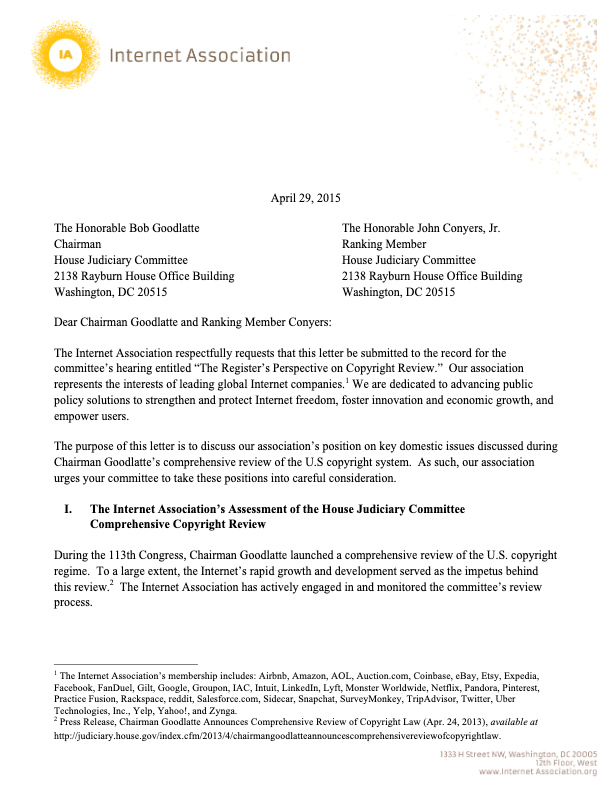 IA
Internet Association
April 29, 2015
The Honorable Bob Goodlatte
Chairman
House Judiciary Committee
2138 Rayburn House Office Building
Washington, DC 20515
The Honorable John Conyers, Jr.
Ranking Member
House Judiciary Committee
2138 Rayburn House Office Building
Washington, DC 20515
Dear Chairman Goodlatte and Ranking Member Conyers:
The Internet Association respectfully requests that this letter be submitted to the record for the
committee’s hearing entitled “The Register’s Perspective on Copyright Review.”  Our association
represents the interests of leading global Internet companies.1 We are dedicated to advancing public
policy solutions to strengthen and protect Internet freedom, foster innovation and economic growth, and
empower users.
The purpose of this letter is to discuss our association’s position on key domestic issues discussed during
Chairman Goodlatte’s comprehensive review of the U.S copyright system.  As such, our association
urges your committee to take these positions into careful consideration.
I. The Internet Association’s Assessment of the House Judiciary Committee
Comprehensive Copyright Review
During the 113th Congress, Chairman Goodlatte launched a comprehensive review of the U.S. copyright
regime.  To a large extent, the Internet’s rapid growth and development served as the impetus behind
this review.2  The Internet Association has actively engaged in and monitored the committee’s review
process.
1 The Internet Association’s membership includes: Airbnb, Amazon, AOL, Auction.com, Coinbase, eBay, Etsy, Expedia,
Facebook, FanDuel, Gilt, Google, Groupon, IAC, Intuit, LinkedIn, Lyft, Monster Worldwide, Netflix, Pandora, Pinterest,
Practice Fusion, Rackspace, reddit, Salesforce.com, Sidecar, Snapchat, SurveyMonkey, TripAdvisor, Twitter, Uber
Technologies, Inc., Yelp, Yahoo!, and Zynga.
2 Press Release, Chairman Goodlatte Announces Comprehensive Review of Copyright Law (Apr. 24, 2013), available at
http://judiciary.house.gov/index.cfm/2013/4/chairmangoodlatteannouncescomprehensivereviewofcopyrightlaw.
1333 H Street NW, Washington, DC 20005
12th Floor, West
www.Internet Association.org